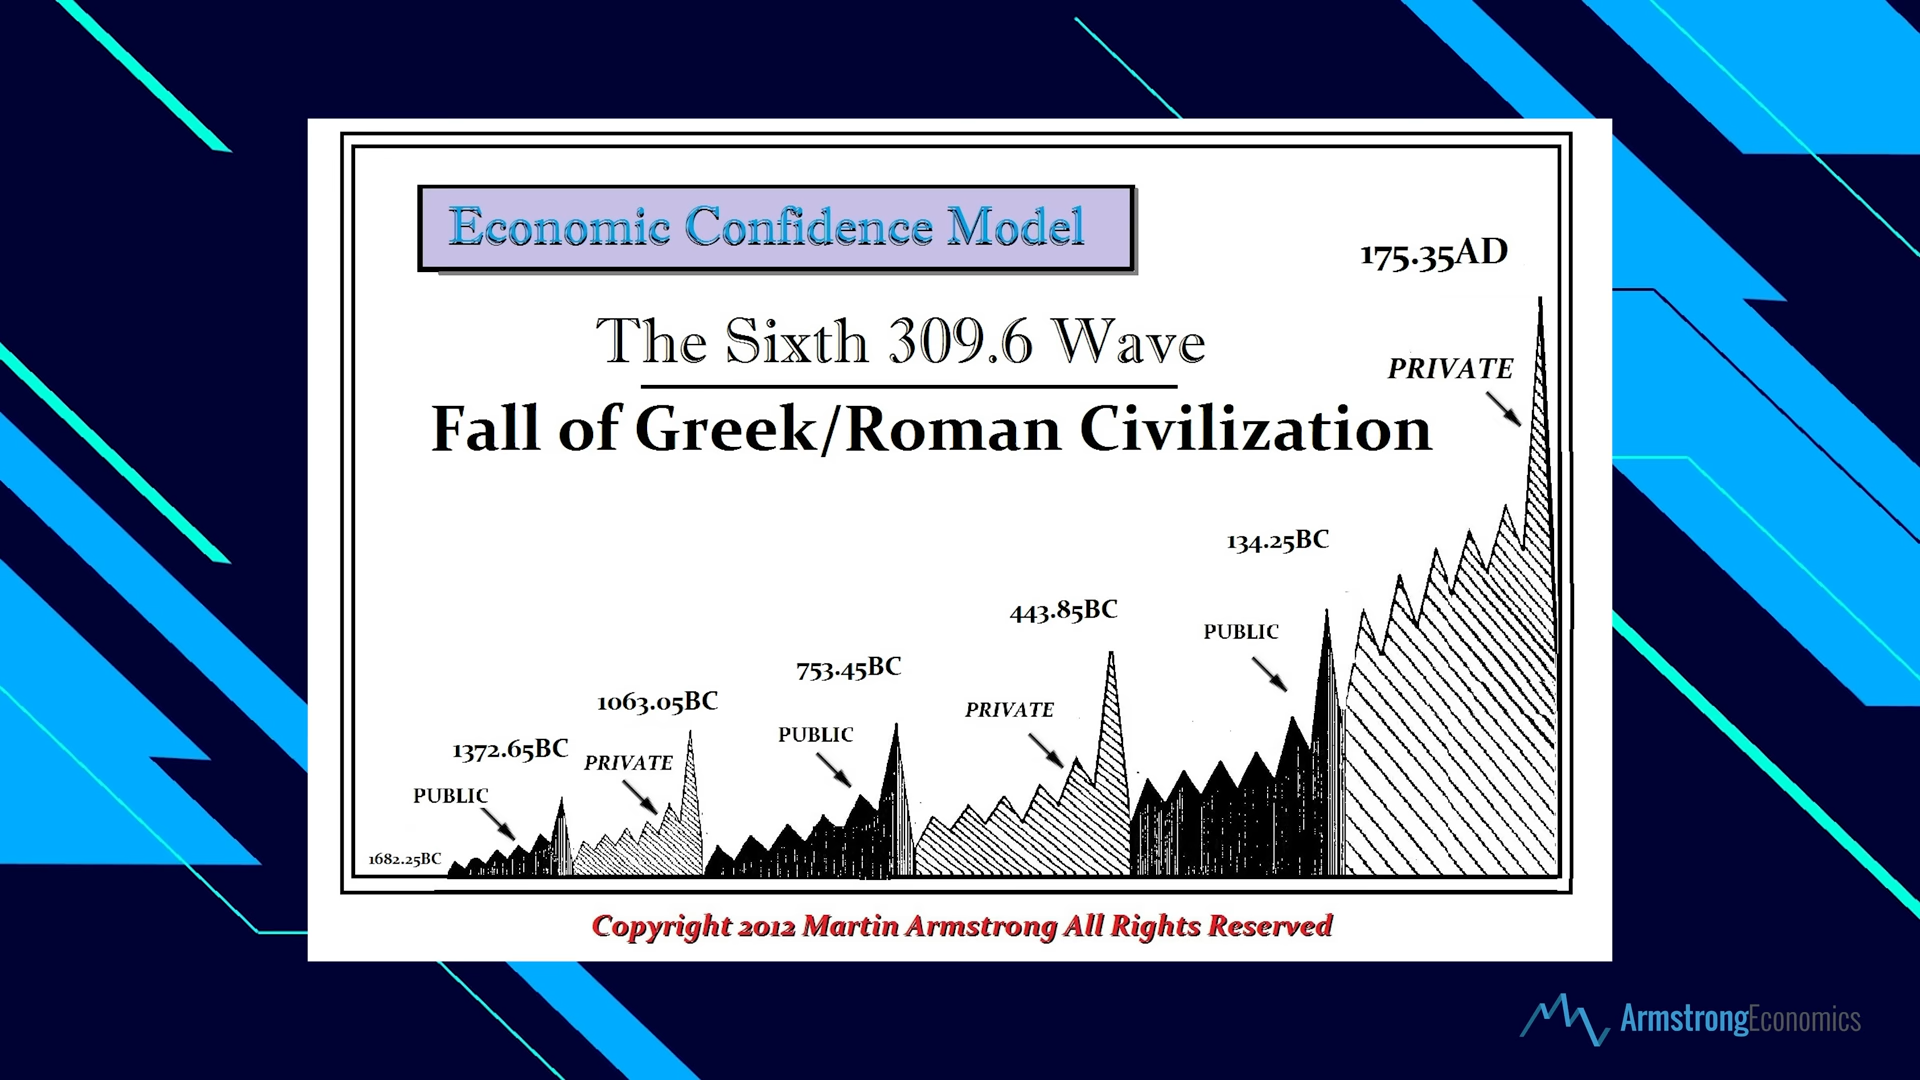 Economic Confidence Model
175.35AD
The Sixth 309.6 Wave
PRIVATE
Fall of Greek/Roman Civilization
134.25BC
443.85BC
PUBLIC
753.45BC
1063.05BC
PRIVATE
PUBLIC
1372.65BC
PRIVATE
PUBLIC
1682.25BC
Copyright 2012 Martin Armstrong All Rights Reserved
ArmstrongEconomics